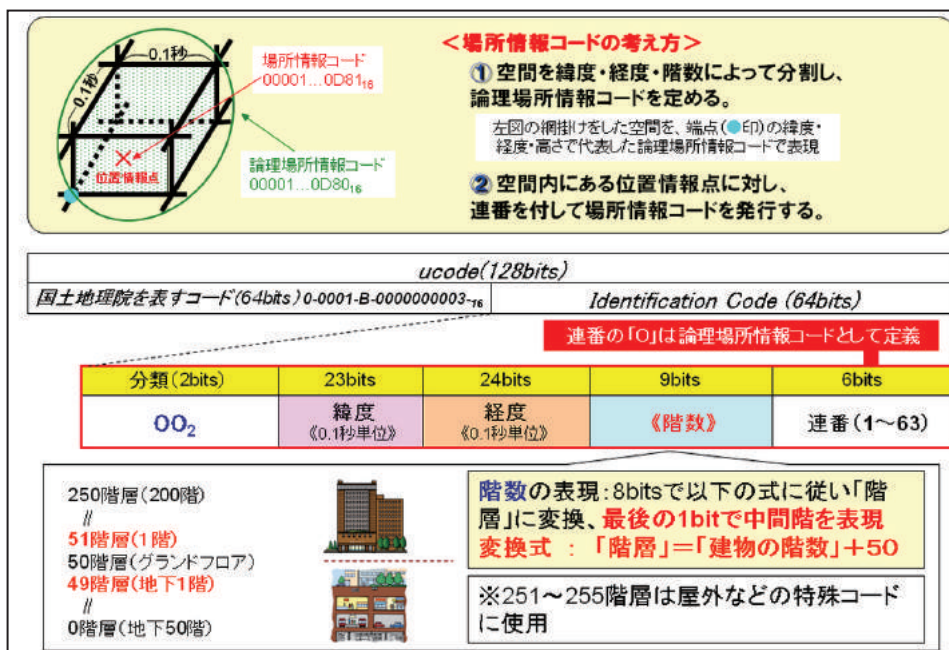 0.1秒
0.1秒
場所情報コード
00001...0D81₁₆
位置情報点
論理場所情報コード
00001...0D80₁₆
<場所情報コードの考え方>
① 空間を緯度・経度・階数によって分割し、
論理場所情報コードを定める。
左図の網掛けをした空間を、端点(●印)の緯度・
経度・高さで代表した論理場所情報コードで表現
② 空間内にある位置情報点に対し、
連番を付して場所情報コードを発行する。
ucode(128bits)
国土地理院を表すコード(64bits)0-0001-B-0000000003-₁₆
Identification Code (64bits)
連番の「0」は論理場所情報コードとして定義
分類(2bits) 23bits 24bits 9bits 6bits
00₂ 緯度 経度 《階数》 連番(1~63)
《0.1秒単位》 《0.1秒単位》
250階層(200階)
〃
51階層(1階)
50階層(グランドフロア)
49階層(地下1階)
〃
0階層(地下50階)
階数の表現:8bitsで以下の式に従い「階
層」に変換、最後の1bitで中間階を表現
変換式 : 「階層」=「建物の階数」+50
※251~255階層は屋外などの特殊コード
に使用